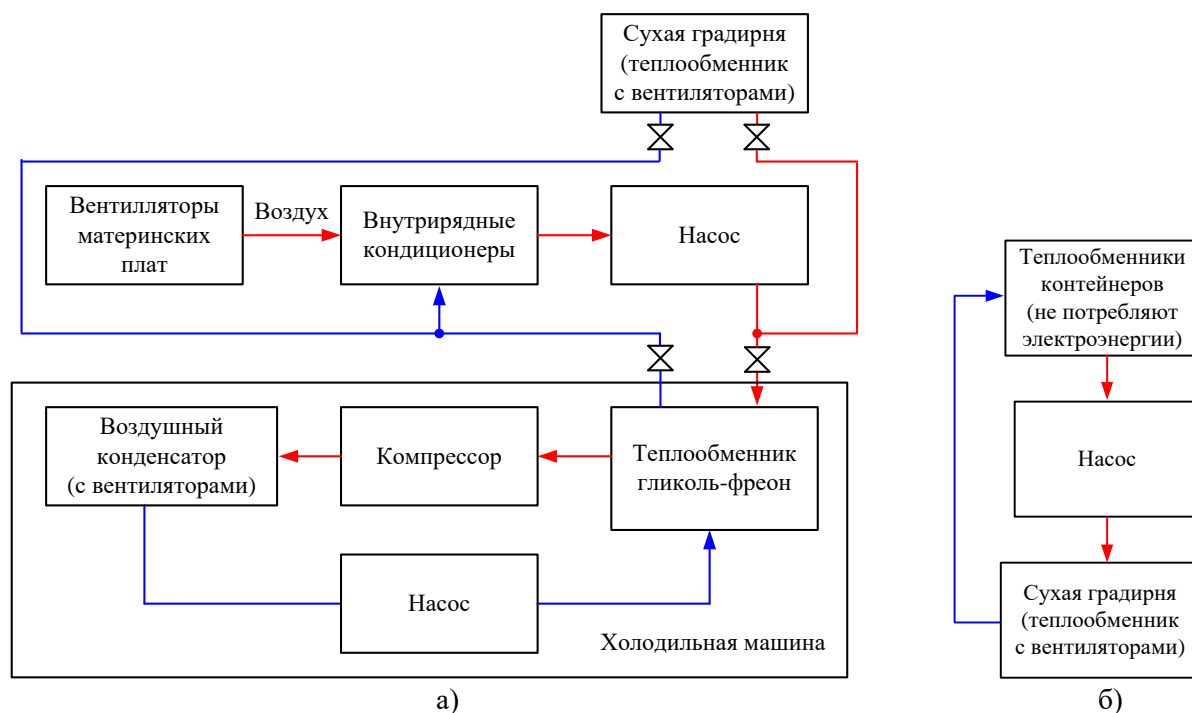 Сухая градирня
(теплообменник
с вентиляторами)
Вентилляторы
материнских
плат
Воздух
Внутрирядные
кондиционеры
Насос
Воздушный
конденсатор
(с вентиляторами)
Компрессор
Теплообменник
гликоль-фреон
Насос
Холодильная машина
а)
Теплообменники
контейнеров
(не потребляют
электроэнергии)
Насос
Сухая градирня
(теплообменник
с вентиляторами)
б)